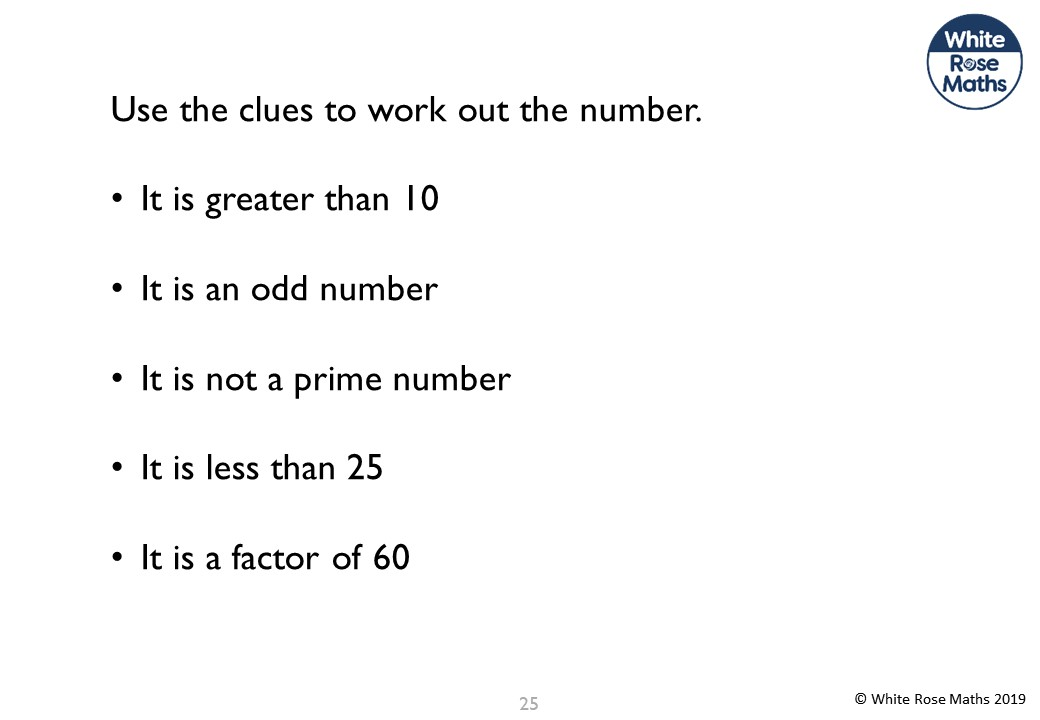 White
Rose
Maths
Use the clues to work out the number.
• It is greater than 10
• It is an odd number
• It is not a prime number
• It is less than 25
• It is a factor of 60
25
© White Rose Maths 2019